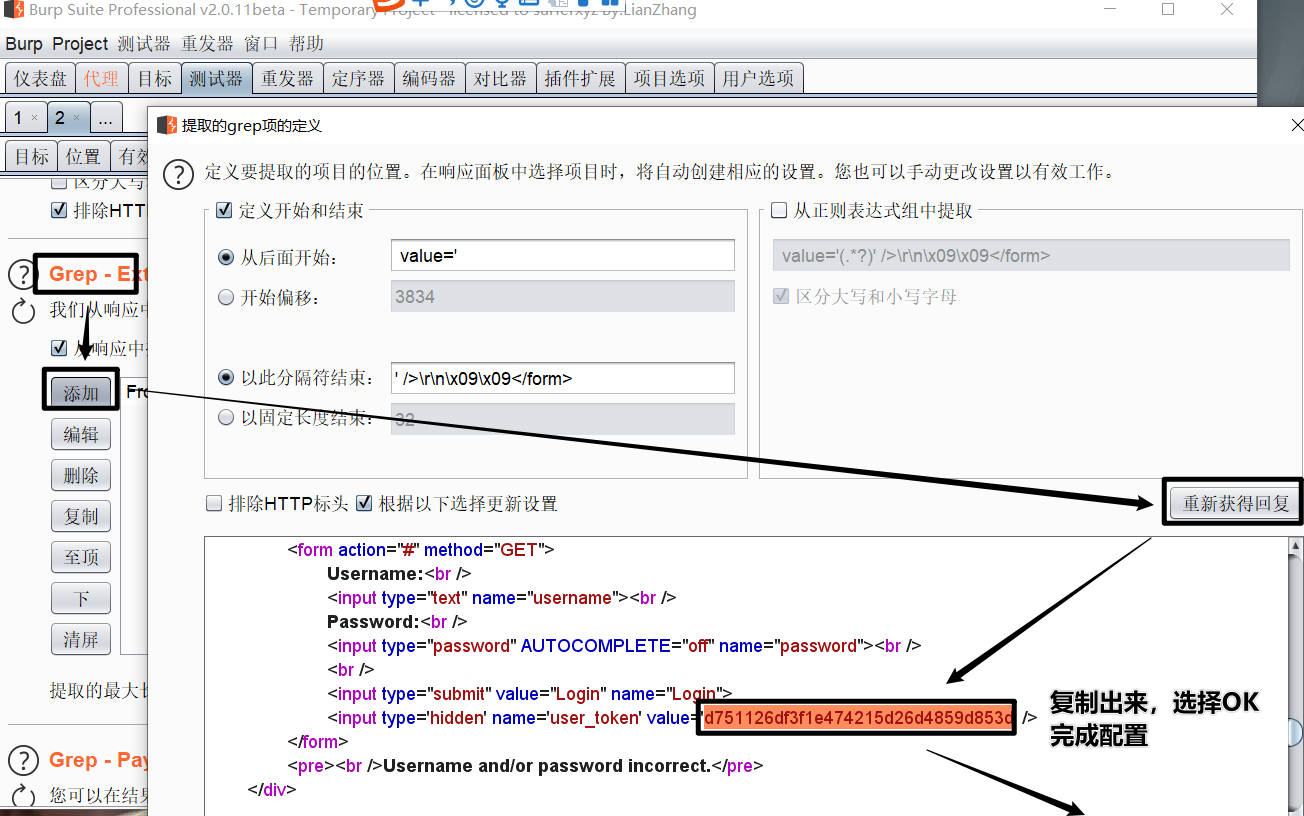 Burp Suite Professional v2.0.11beta - Temporary Project - licensed to surferxyz By:LianZhang
Burp Project 测试器 重发器 窗口 帮助
仪表盘 代理 目标 测试器 重发器 定序器 编码器 对比器 插件扩展 项目选项 用户选项
1 × 2 × ...
提取的grep项的定义
目标 位置 有效
定义要提取的项目的位置。在响应面板中选择项目时，将自动创建相应的设置。您也可以手动更改设置以有效工作。
区分大写
排除HTT
定义开始和结束
从正则表达式组中提取
从后面开始: value='
value='(.*?)' />\r\n\x09\x09</form>
Grep - Ext
开始偏移: 3834
区分大写和小写字母
我们从响应中
从响应中
以此分隔符结束: ' />\r\n\x09\x09</form>
添加
Fro
以固定长度结束: 32
编辑
删除
排除HTTP标头 根据以下选择更新设置
重新获得回复
复制
至顶
下
清屏
<form action="#" method="GET">
Username:<br />
<input type="text" name="username"><br />
Password:<br />
<input type="password" AUTOCOMPLETE="off" name="password"><br />
<br />
<input type="submit" value="Login" name="Login">
<input type='hidden' name='user_token' value='d751126df3f1e474215d26d4859d853d' />
</form>
<pre><br />Username and/or password incorrect.</pre>
</div>
复制出来，选择OK
完成配置
提取的最大长
Grep - Pay
您可以在结果